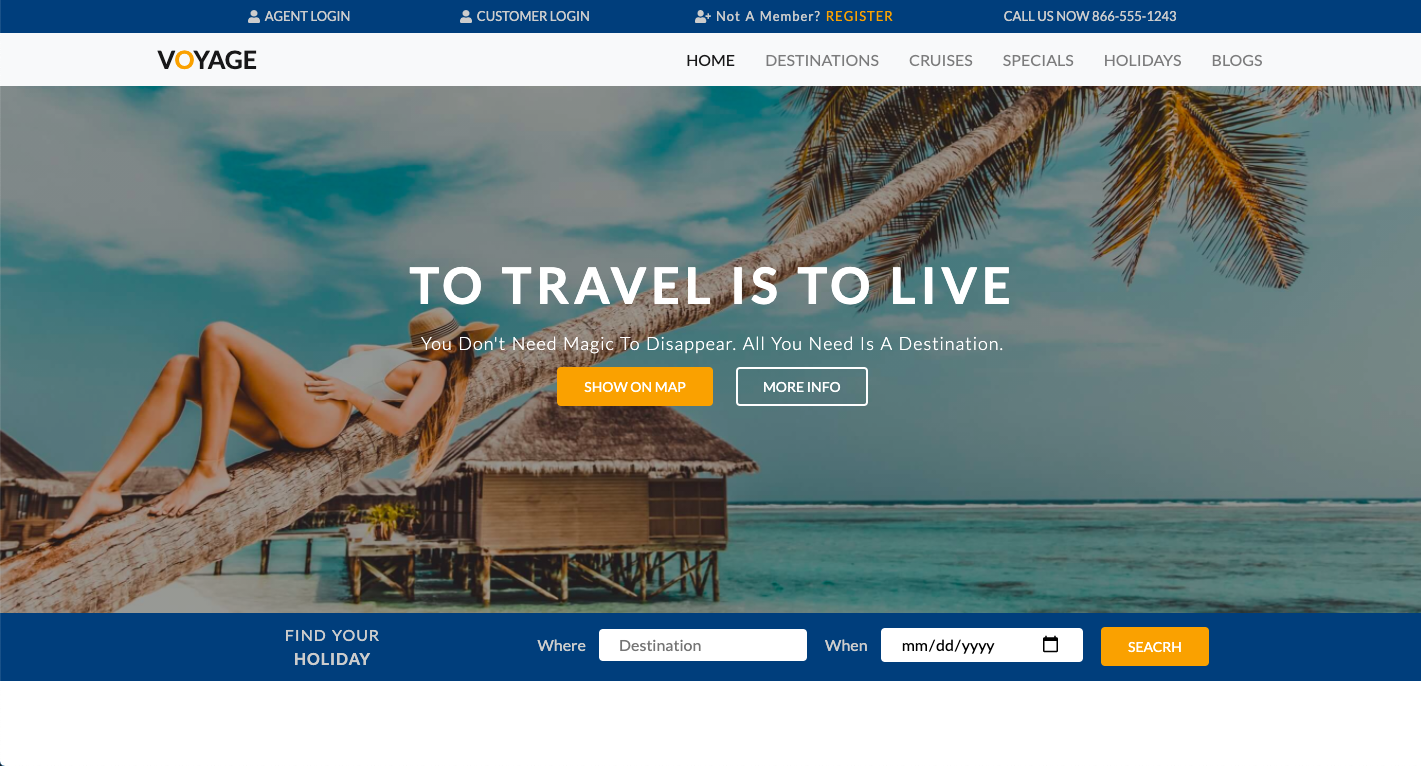 AGENT LOGIN CUSTOMER LOGIN Not A Member? REGISTER CALL US NOW 866-555-1243
VOYAGE HOME DESTINATIONS CRUISES SPECIALS HOLIDAYS BLOGS
TO TRAVEL IS TO LIVE
You Don't Need Magic To Disappear. All You Need Is A Destination.
SHOW ON MAP MORE INFO
FIND YOUR
HOLIDAY
Where Destination When mm/dd/yyyy SEACRH